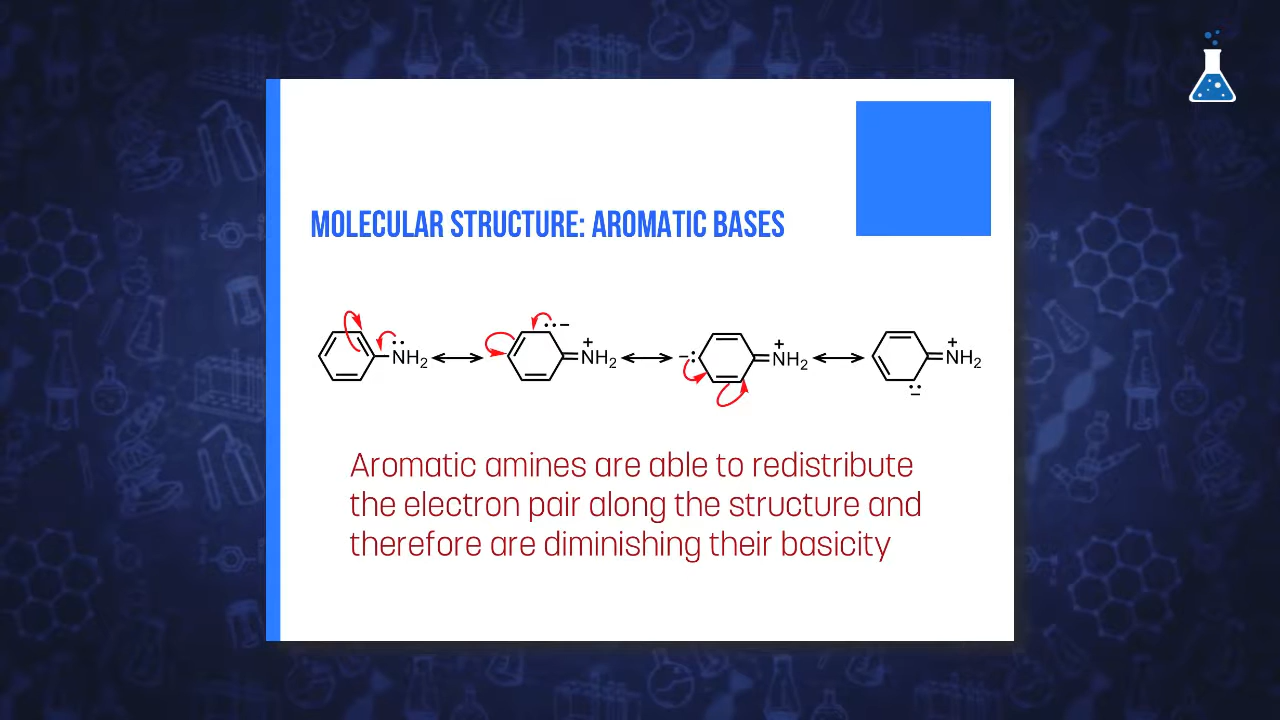 MOLECULAR STRUCTURE: AROMATIC BASES
NH2 +NH2 +NH2 +NH2
Aromatic amines are able to redistribute
the electron pair along the structure and
therefore are diminishing their basicity